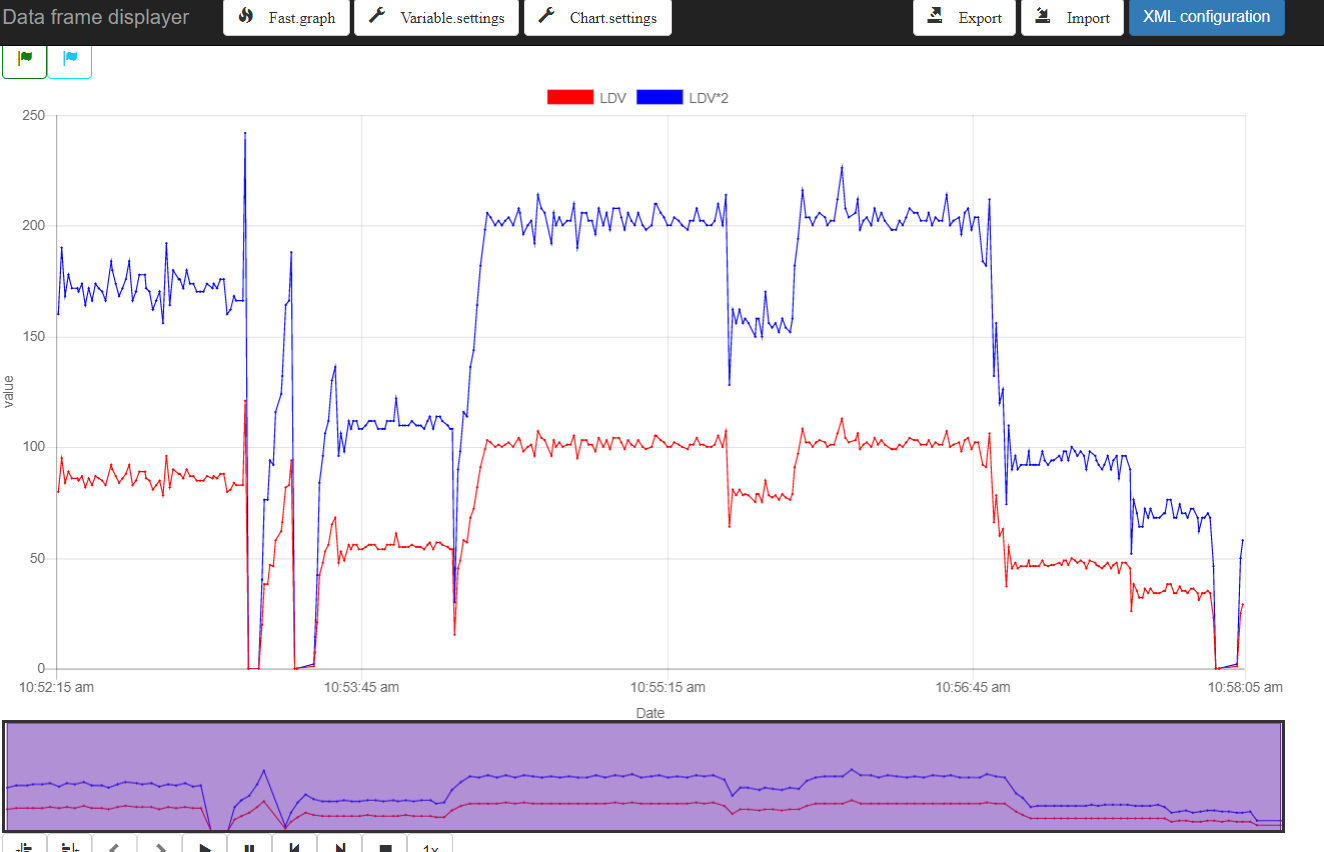 Data frame displayer Fast.graph Variable.settings Chart.settings Export Import XML configuration
LDV LDV*2
250
200
150
100
50
0
value
10:52:15 am 10:53:45 am 10:55:15 am 10:56:45 am 10:58:05 am
Date
1x